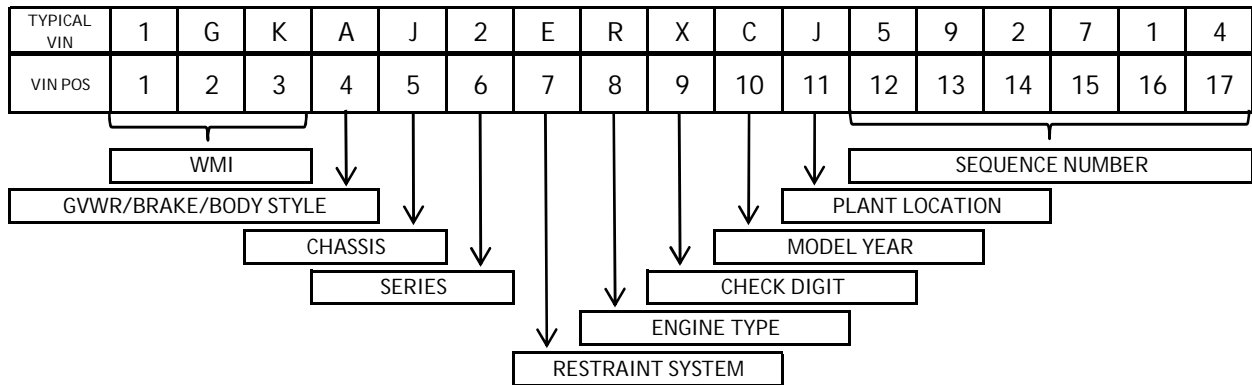 TYPICAL VIN 1 G K A J 2 E R X C J 5 9 2 7 1 4
VIN POS 1 2 3 4 5 6 7 8 9 10 11 12 13 14 15 16 17
WMI SEQUENCE NUMBER
GVWR/BRAKE/BODY STYLE PLANT LOCATION
CHASSIS MODEL YEAR
SERIES CHECK DIGIT
ENGINE TYPE
RESTRAINT SYSTEM